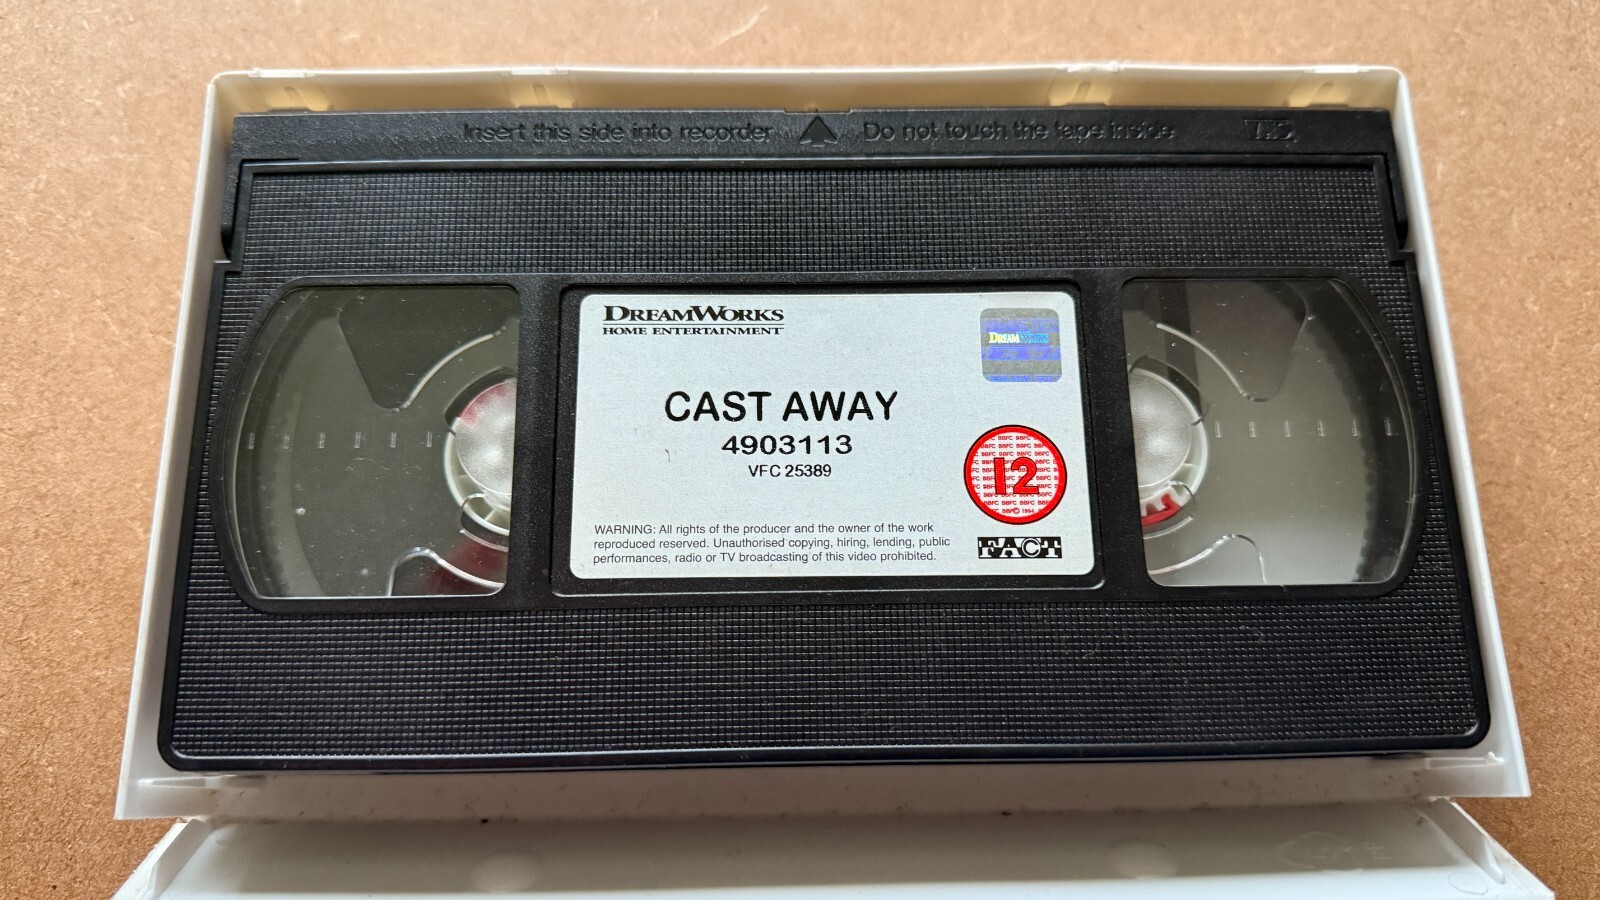 Insert this side into recorder Do not touch the tape inside
DREAMWORKS
HOME ENTERTAINMENT
DREAMWORKS
CAST AWAY
4903113
VFC 25389
12
BBFC © 1994
WARNING: All rights of the producer and the owner of the work
reproduced reserved. Unauthorised copying, hiring, lending, public
performances, radio or TV broadcasting of this video prohibited.
FACT